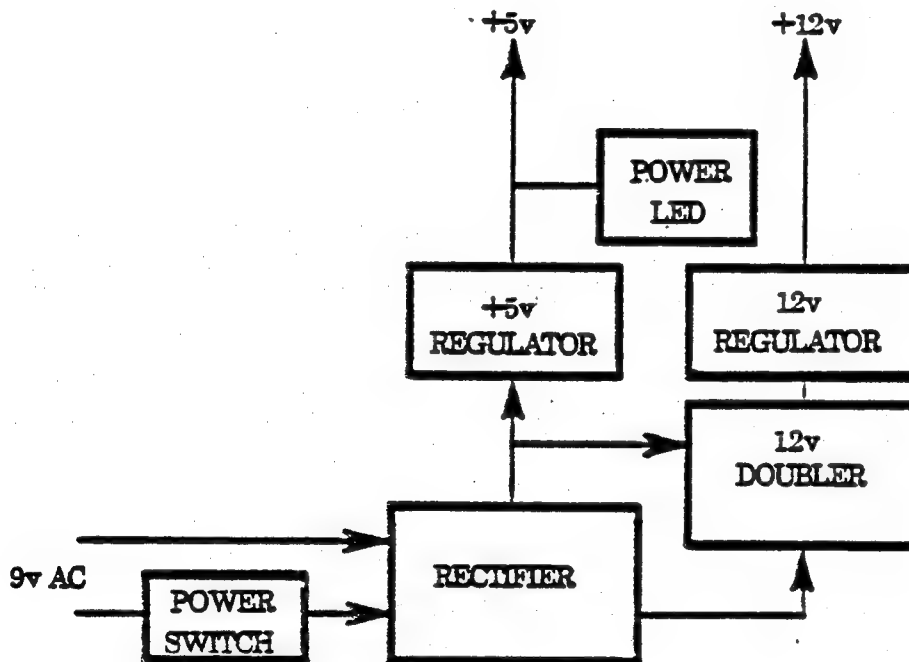 +5v
+12v
POWER
LED
+5v
REGULATOR
12v
REGULATOR
12v
DOUBLER
RECTIFIER
9v AC
POWER
SWITCH